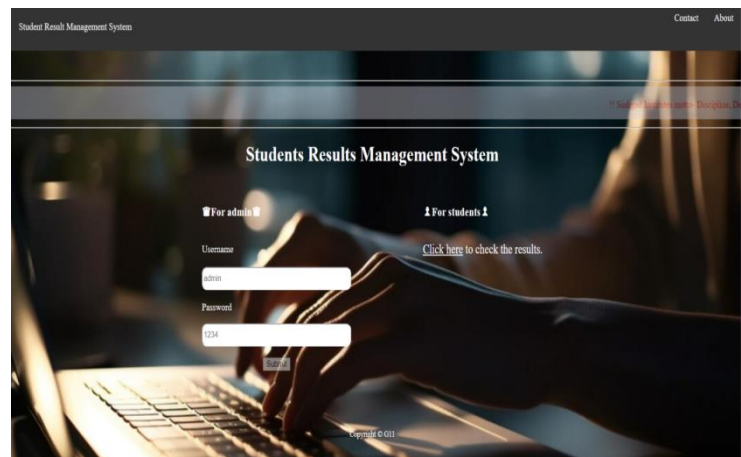 Student Result Management System
Contact About
Students Results Management System
For admin
For students
Username
Click here to check the results.
admin
Password
1234
Submit
Copyright © G11